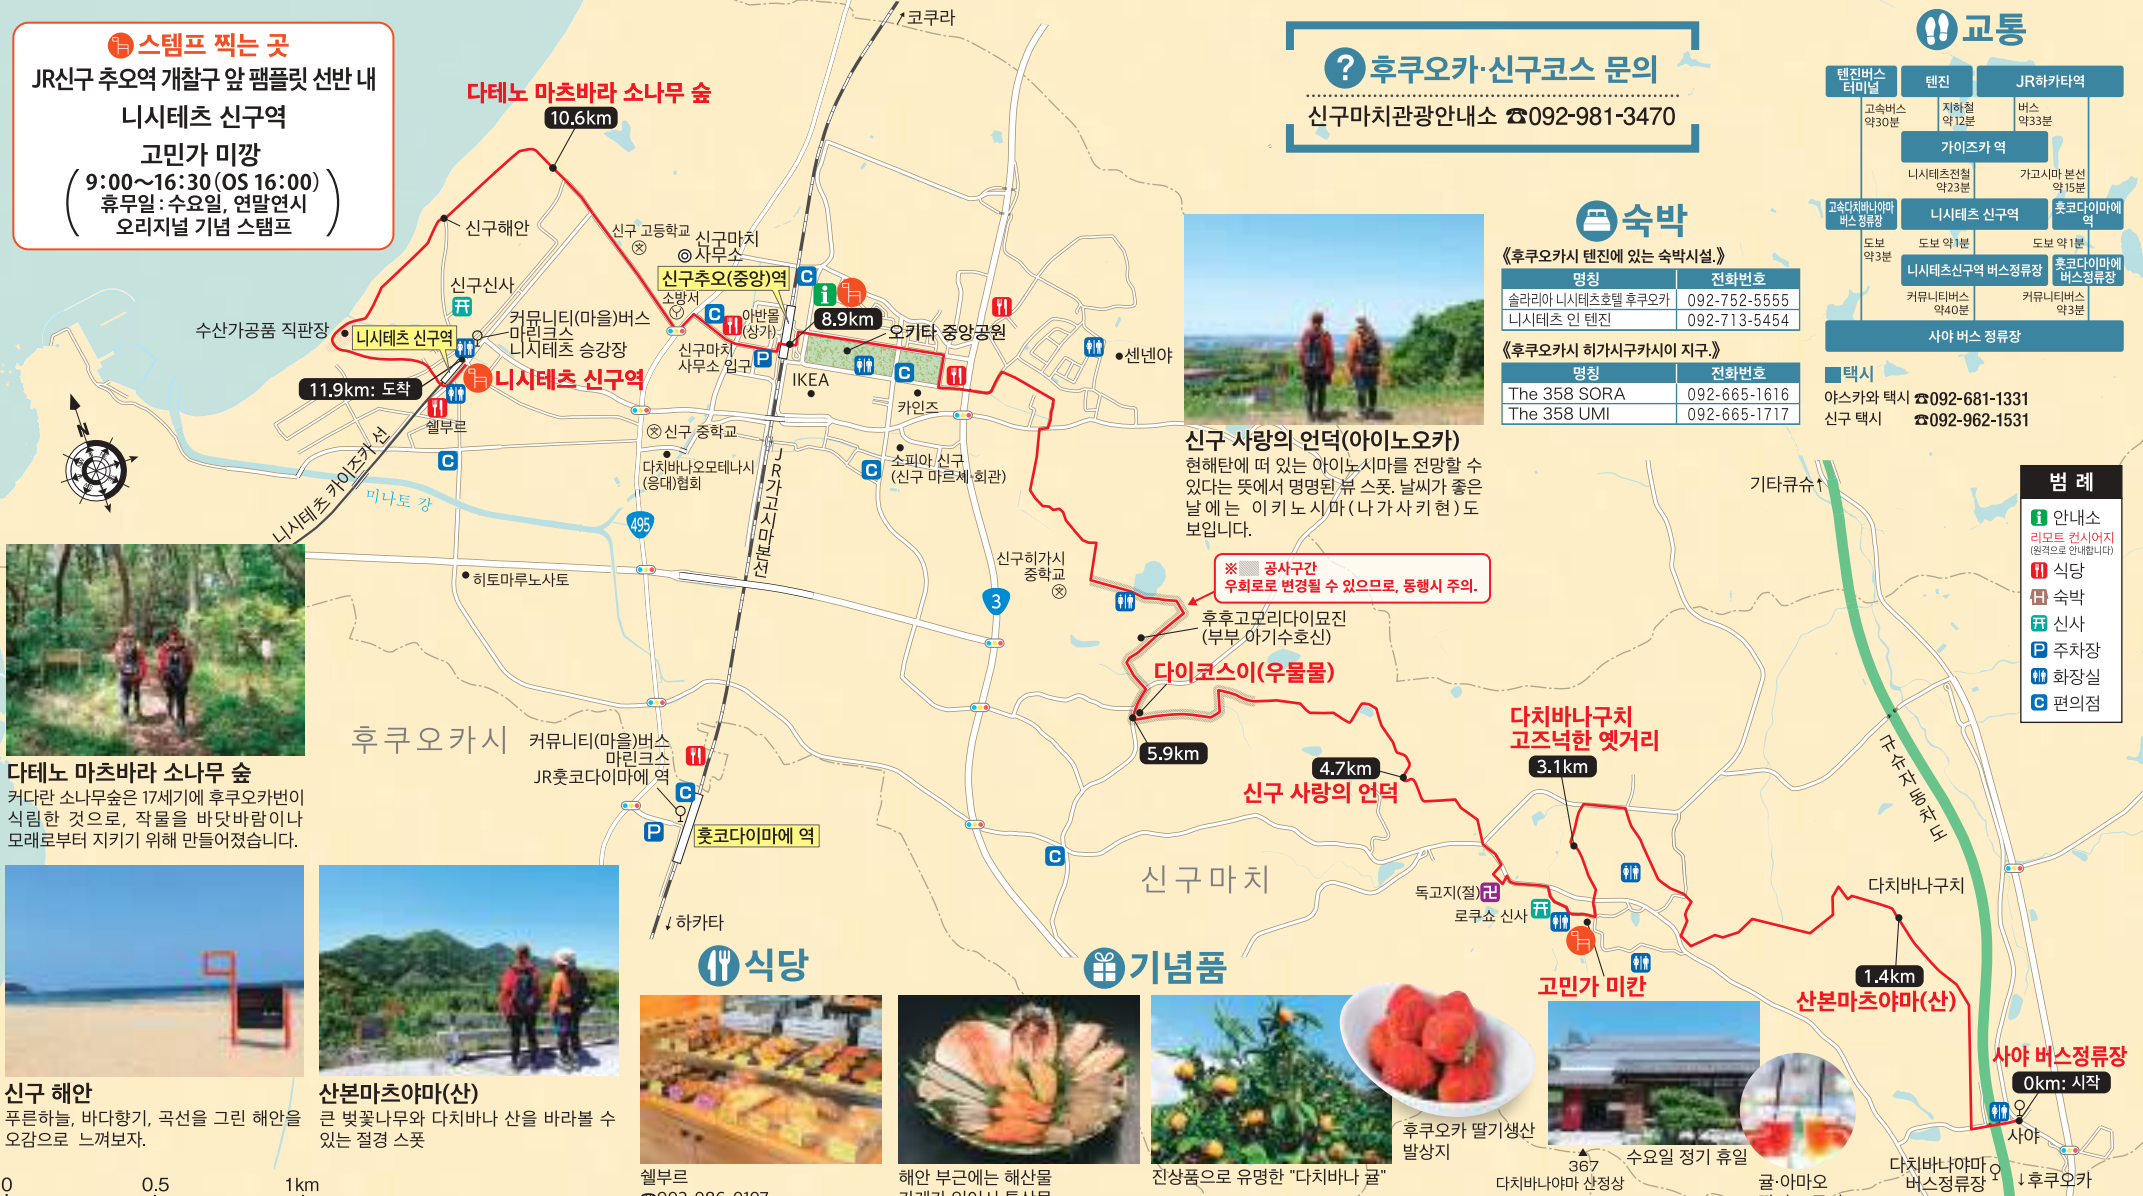 스템프 찍는 곳
JR신구 추오역 개찰구 앞 팸플릿 선반 내
니시테츠 신구역
고민가 미깡
9:00～16:30(OS 16:00)
휴무일 : 수요일, 연말연시
오리지널 기념 스탬프
코쿠라
다테노 마츠바라 소나무 숲
10.6km
신구해안
신구 고등학교
신구마치
사무소
신구추오(중앙)역
소방서
신구신사
커뮤니티(마을)버스
마린크스
니시테츠 승강장
수산가공품 직판장
니시테츠 신구역
11.9km: 도착
니시테츠 신구역
쉘부르
아반몰
(상가)
신구마치
사무소 입구
8.9km
오키타 중앙공원
IKEA
카인즈
센넨야
신구 중학교
다치바나오모테나시
(응대)협회
소피아 신구
(신구 마르세·회관)
JR가고시마본선
니시테츠 카이즈카 선
미나토 강
495
N
히토마루노사토
신구히가시
중학교
3
후쿠오카·신구코스 문의
신구마치관광안내소 ☎092-981-3470
신구 사랑의 언덕(아이노오카)
현해탄에 떠 있는 아이노시마를 전망할 수
있다는 뜻에서 명명된 뷰 스폿. 날씨가 좋은
날에는 이키노시마(나가사키현)도
보입니다.
※ 공사구간
우회로로 변경될 수 있으므로, 동행시 주의.
후후고모리다이묘진
(부부 아기수호신)
다이코스이(우물물)
5.9km
4.7km
신구 사랑의 언덕
다치바나구치
고즈넉한 옛거리
3.1km
숙박
《후쿠오카시 텐진에 있는 숙박시설.》
명칭 전화번호
솔라리아 니시테츠호텔 후쿠오카 092-752-5555
니시테츠 인 텐진 092-713-5454
《후쿠오카시 히가시구카시이 지구.》
명칭 전화번호
The 358 SORA 092-665-1616
The 358 UMI 092-665-1717
교통
텐진버스
터미널
텐진
JR하카타역
고속버스
약30분
지하철
약12분
버스
약33분
가이즈카 역
니시테츠전철
약23분
가고시마 본선
약15분
고속다치바나야마
버스 정류장
니시테츠 신구역
훗코다이마에
역
도보
약3분
도보 약1분
도보 약1분
니시테츠신구역 버스정류장
훗코다이마에
버스정류장
커뮤니티버스
약40분
커뮤니티버스
약3분
사야 버스 정류장
택시
야스카와 택시 ☎092-681-1331
신구 택시 ☎092-962-1531
기타큐슈
범 례
안내소
리모트 컨시어지
(원격으로 안내합니다)
식당
숙박
신사
주차장
화장실
편의점
규슈자동차도
후쿠오카시
신구마치
커뮤니티(마을)버스
마린크스
JR훗코다이마에 역
훗코다이마에 역
하카타
독고지(절)
로쿠쇼 신사
고민가 미칸
다치바나구치
1.4km
산본마츠야마(산)
사야 버스정류장
0km: 시작
사야
다치바나야마
버스정류장
↓후쿠오카
다테노 마츠바라 소나무 숲
커다란 소나무숲은 17세기에 후쿠오카번이
식림한 것으로, 작물을 바닷바람이나
모래로부터 지키기 위해 만들어졌습니다.
신구 해안
푸른하늘, 바다향기, 곡선을 그린 해안을
오감으로 느껴보자.
산본마츠야마(산)
큰 벚꽃나무와 다치바나 산을 바라볼 수
있는 절경 스폿
식당
쉘부르
기념품
해안 부근에는 해산물
진상품으로 유명한 "다치바나 귤"
후쿠오카 딸기생산
발상지
수요일 정기 휴일
귤·아마오
367
다치바나야마 산정상
0 0.5 1km